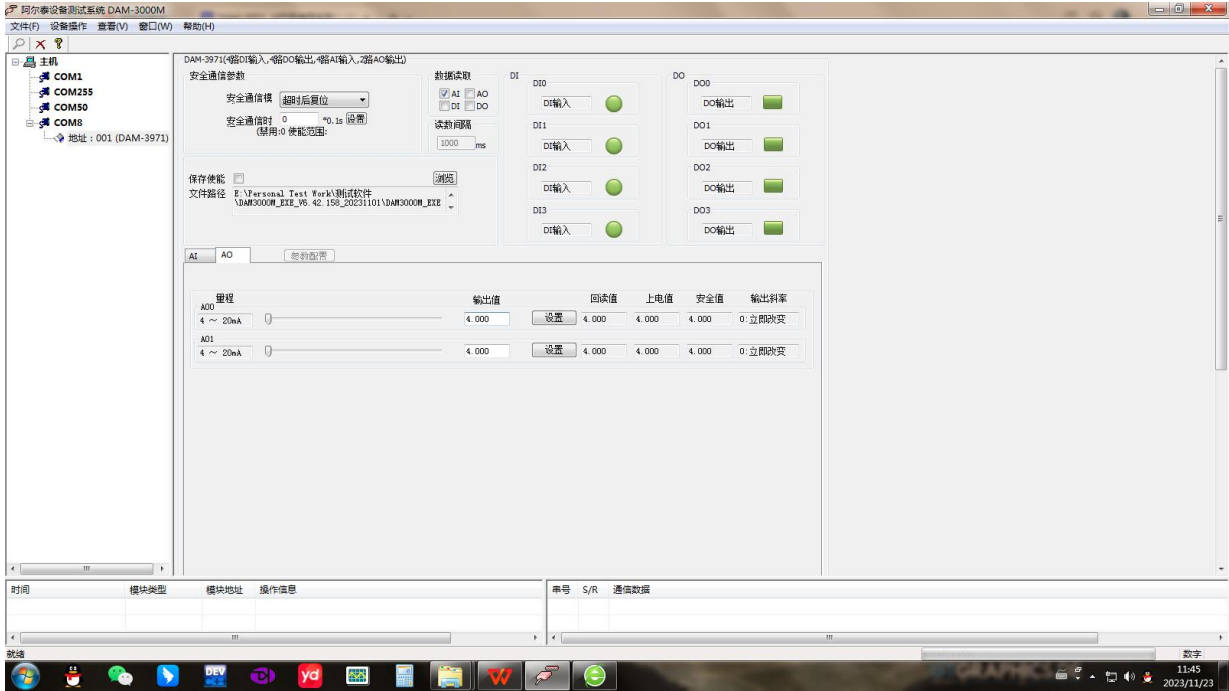 阿尔泰设备测试系统 DAM-3000M
文件(F) 设备操作 查看(V) 窗口(W) 帮助(H)
主机
COM1
COM255
COM50
COM8
地址：001 (DAM-3971)
DAM-3971(4路DI输入,4路DO输出,4路AI输入,2路AO输出)
安全通信参数
安全通信模 超时后复位
安全通信时 0 *0.1s 设置
(禁用:0 使能范围:
数据读取
AI AO
DI DO
读数间隔
1000 ms
保存使能 浏览
文件路径 E:\Personal Test Work\测试软件
\DAM3000M_EXE_V6.42.158_20231101\DAM3000M_EXE
DI
DI0
DI输入
DI1
DI输入
DI2
DI输入
DI3
DI输入
DO
DO0
DO输出
DO1
DO输出
DO2
DO输出
DO3
DO输出
AI AO 参数配置
量程 输出值 回读值 上电值 安全值 输出斜率
AO0
4 ～ 20mA 4.000 设置 4.000 4.000 4.000 0:立即改变
AO1
4 ～ 20mA 4.000 设置 4.000 4.000 4.000 0:立即改变
时间 模块类型 模块地址 操作信息
串号 S/R 通信数据
就绪 数字
DEV yd
11:45
2023/11/23